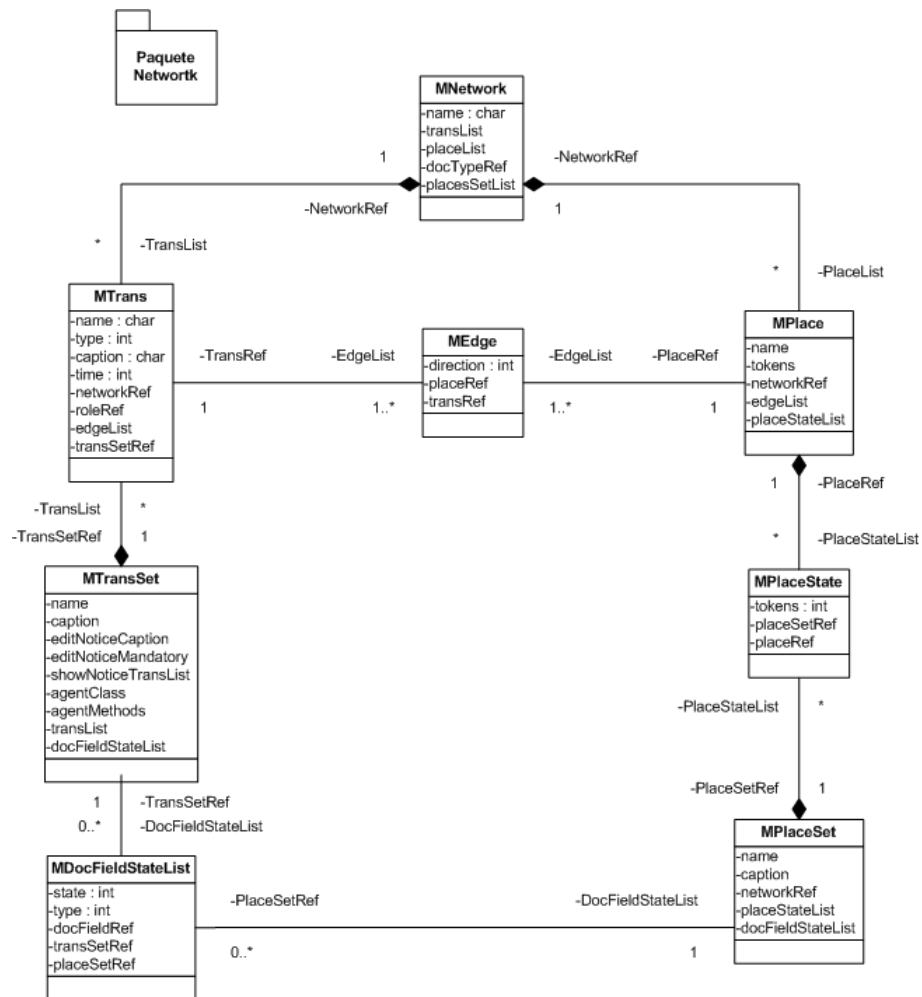 Paquete
Networtk
MNetwork
-name : char
-transList
-placeList
-docTypeRef
-placesSetList
1
-NetworkRef
-NetworkRef
1
*
-TransList
*
-PlaceList
MTrans
-name : char
-type : int
-caption : char
-time : int
-networkRef
-roleRef
-edgeList
-transSetRef
-TransRef
-EdgeList
1
1..*
MEdge
-direction : int
-placeRef
-transRef
-EdgeList
-PlaceRef
1..*
1
MPlace
-name
-tokens
-networkRef
-edgeList
-placeStateList
-TransList
*
-TransSetRef
1
1
-PlaceRef
*
-PlaceStateList
MTransSet
-name
-caption
-editNoticeCaption
-editNoticeMandatory
-showNoticeTransList
-agentClass
-agentMethods
-transList
-docFieldStateList
MPlaceState
-tokens : int
-placeSetRef
-placeRef
-PlaceStateList
*
-PlaceSetRef
1
1
-TransSetRef
0..*
-DocFieldStateList
MDocFieldStateList
-state : int
-type : int
-docFieldRef
-transSetRef
-placeSetRef
-PlaceSetRef
-DocFieldStateList
0..*
1
MPlaceSet
-name
-caption
-networkRef
-placeStateList
-docFieldStateList